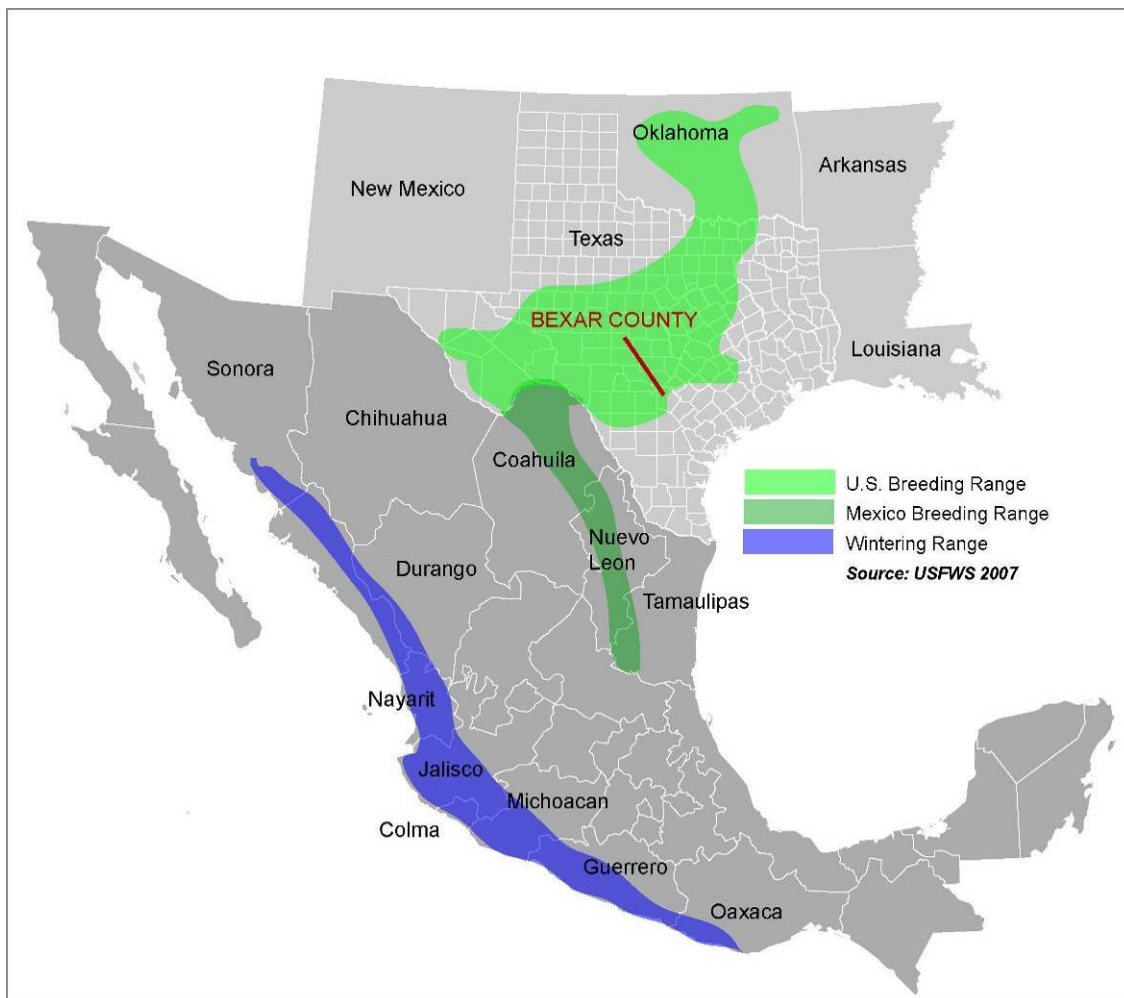 Oklahoma
Arkansas
New Mexico
Texas
BEXAR COUNTY
Louisiana
Sonora
Chihuahua
Coahuila
U.S. Breeding Range
Mexico Breeding Range
Wintering Range
Source: USFWS 2007
Nuevo
Leon
Durango
Tamaulipas
Nayarit
Jalisco
Michoacan
Colma
Guerrero
Oaxaca